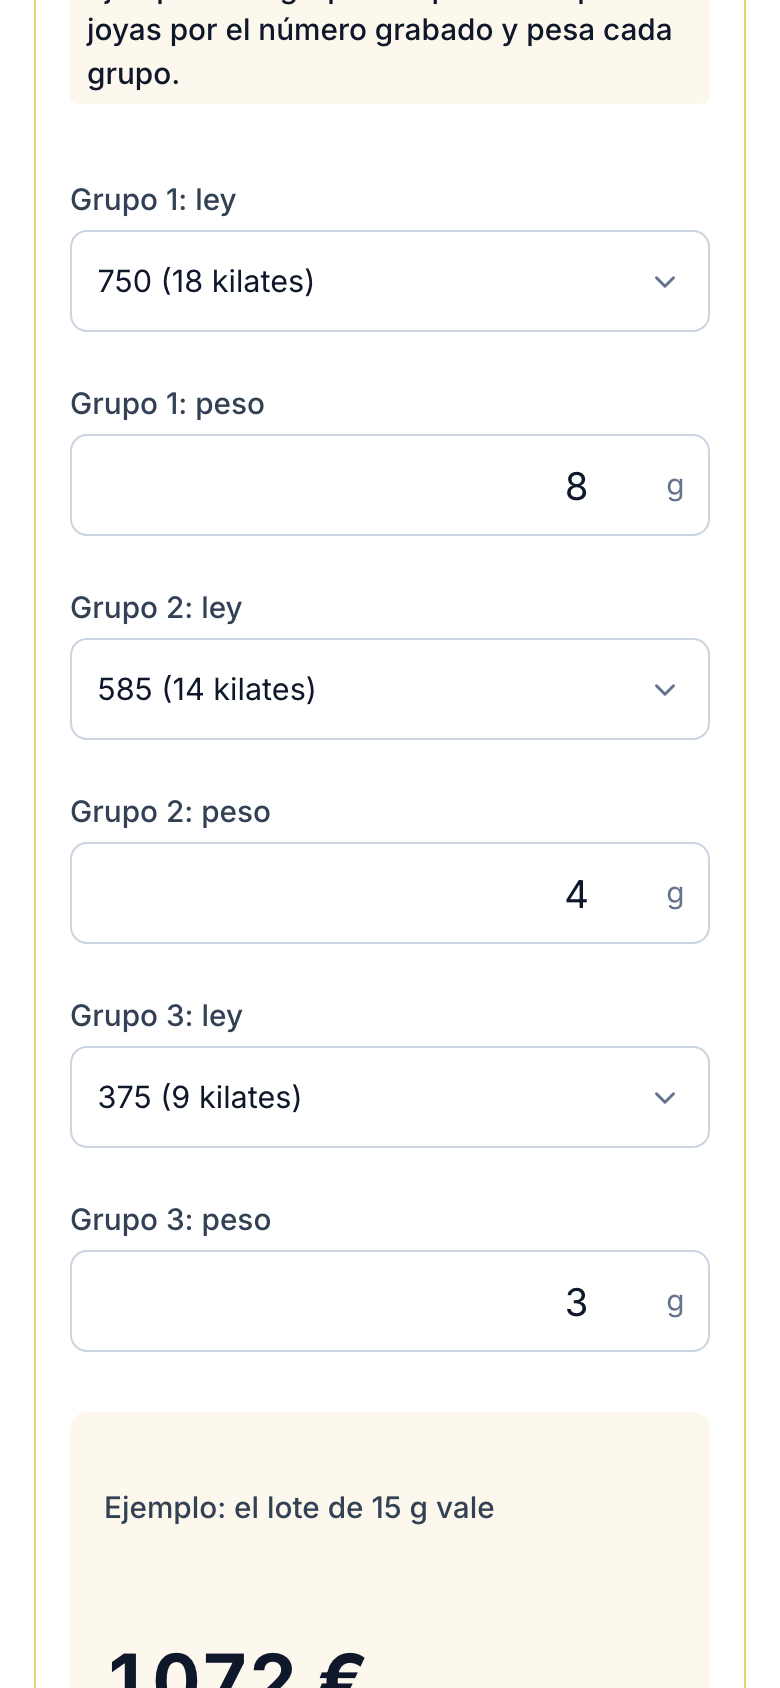 joyas por el número grabado y pesa cada
grupo.
Grupo 1: ley
750 (18 kilates)
Grupo 1: peso
8 g
Grupo 2: ley
585 (14 kilates)
Grupo 2: peso
4 g
Grupo 3: ley
375 (9 kilates)
Grupo 3: peso
3 g
Ejemplo: el lote de 15 g vale
1072 €